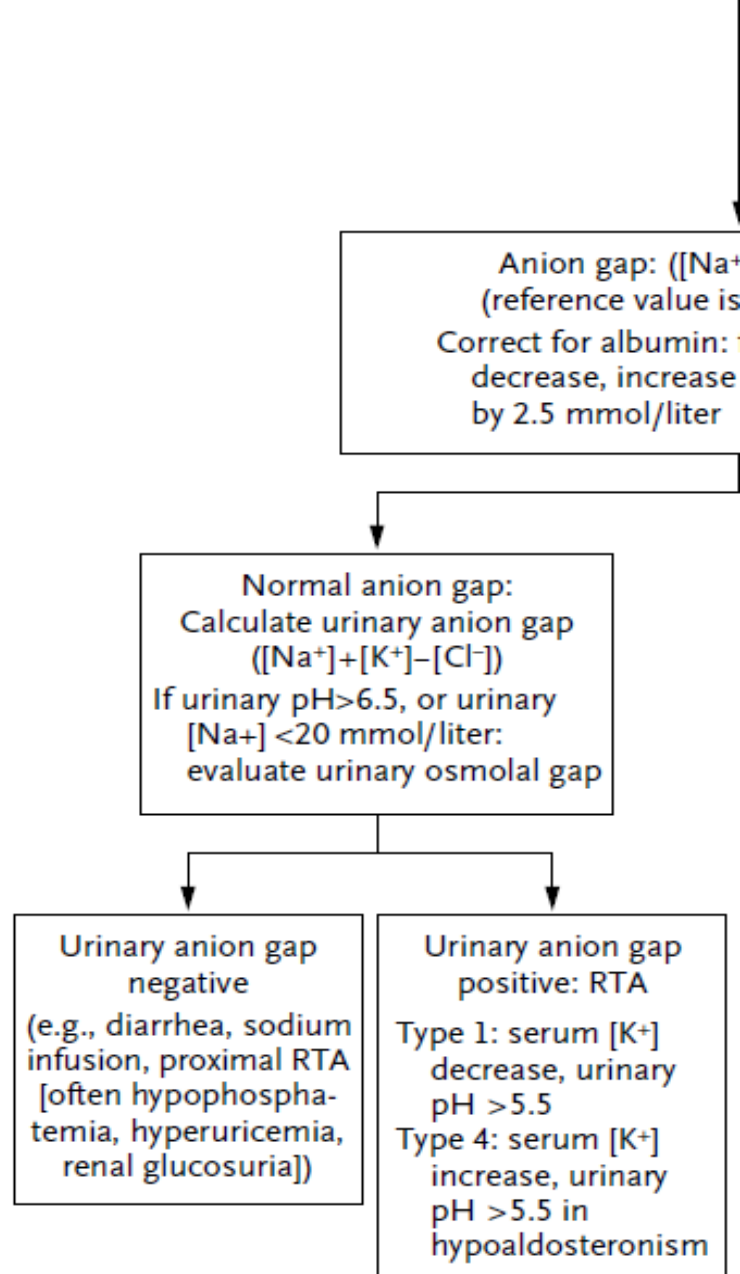 Anion gap: ([Na⁺
(reference value is
Correct for albumin:
decrease, increase
by 2.5 mmol/liter
Normal anion gap:
Calculate urinary anion gap
([Na⁺]+[K⁺]–[Cl⁻])
If urinary pH>6.5, or urinary
[Na+] <20 mmol/liter:
evaluate urinary osmolal gap
Urinary anion gap
negative
(e.g., diarrhea, sodium
infusion, proximal RTA
[often hypophospha-
temia, hyperuricemia,
renal glucosuria])
Urinary anion gap
positive: RTA
Type 1: serum [K⁺]
decrease, urinary
pH >5.5
Type 4: serum [K⁺]
increase, urinary
pH >5.5 in
hypoaldosteronism